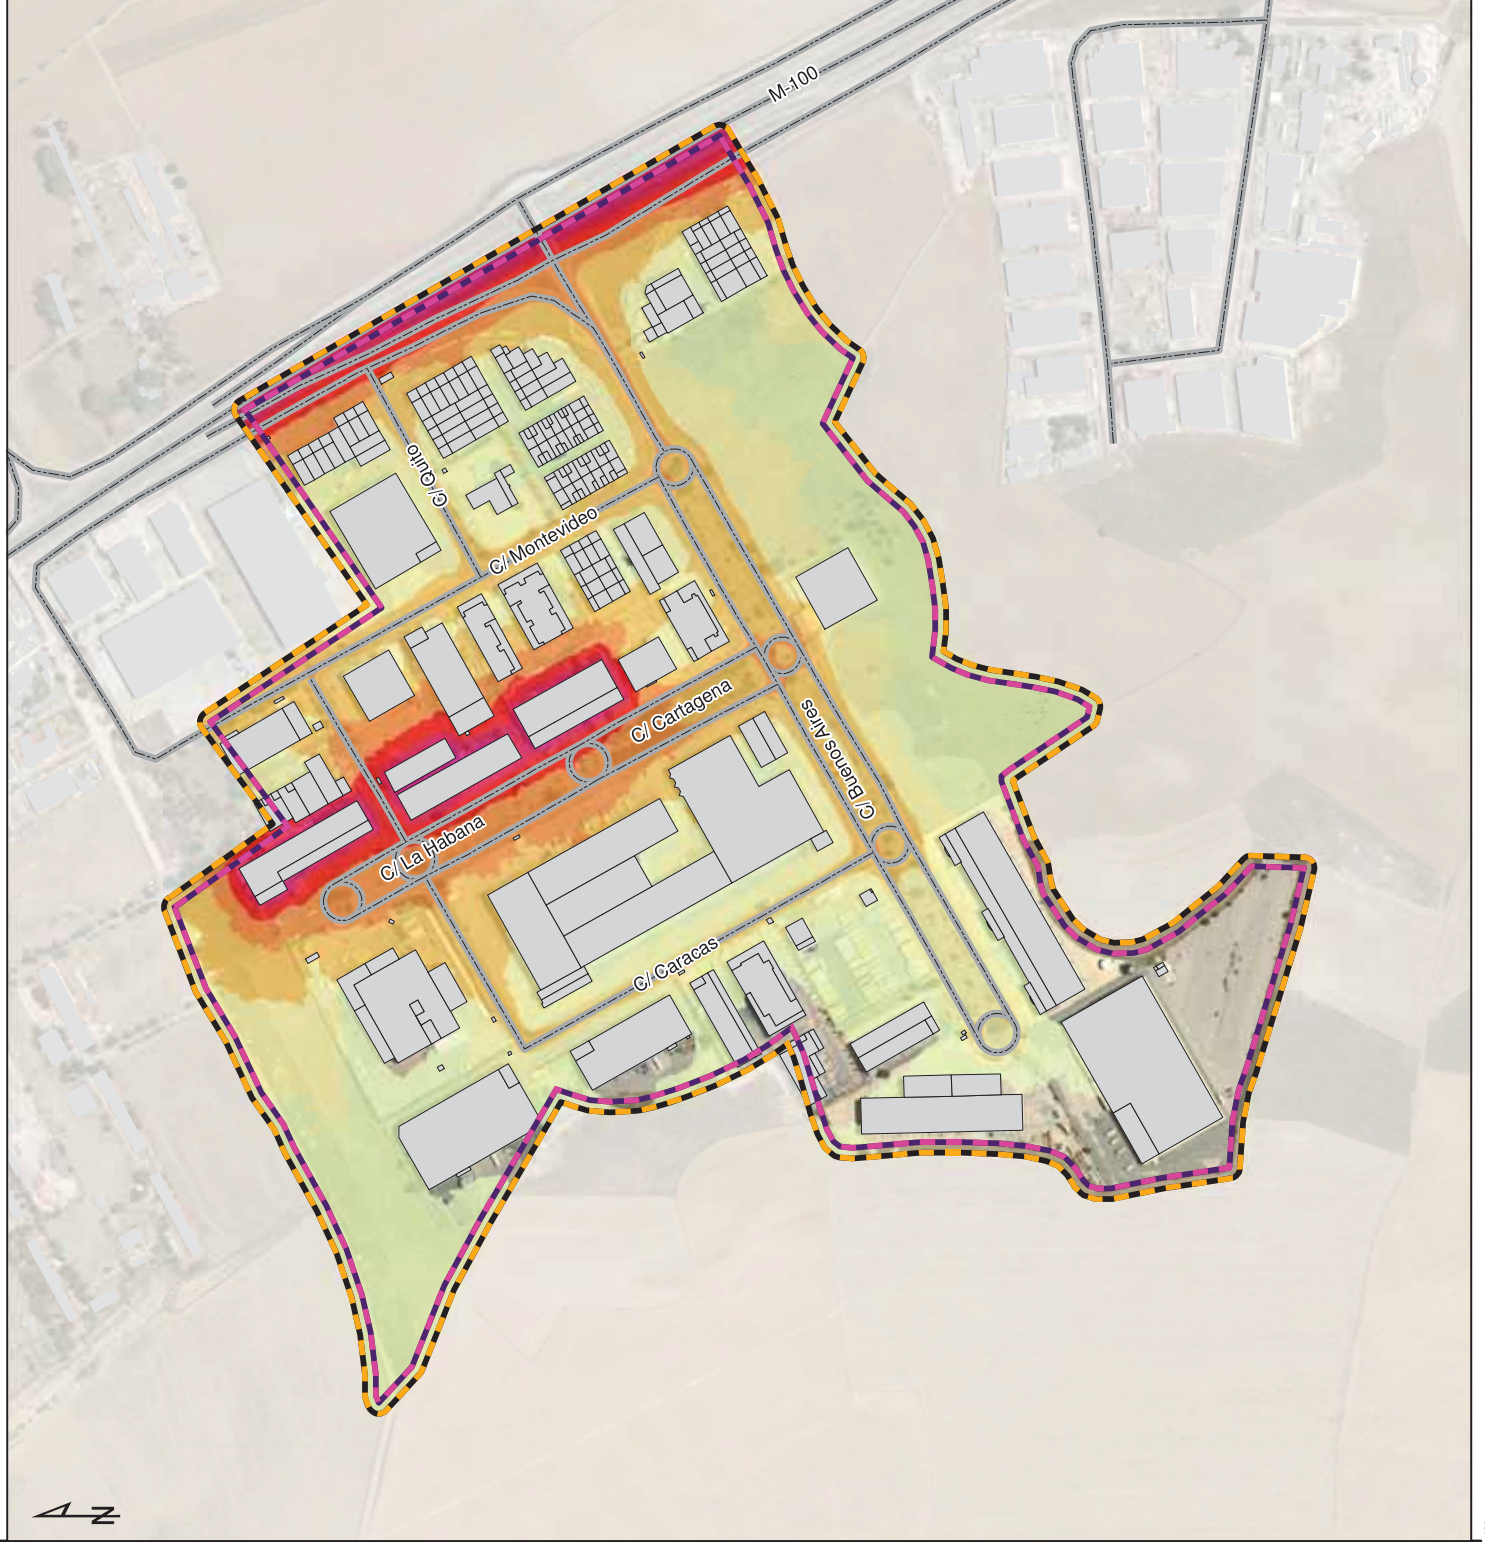 M-100
C/ Quito
C/ Montevideo
C/ Cartagena
C/ Buenos Aires
C/ La Habana
C/ Caracas
N